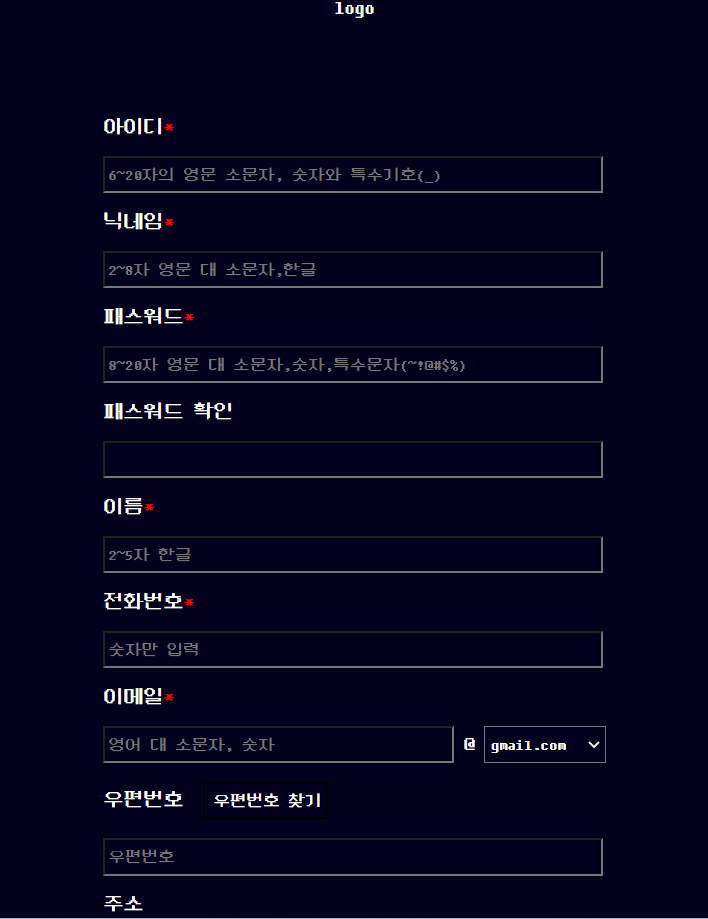 logo
아이디*
6~20자의 영문 소문자, 숫자와 특수기호(_)
닉네임*
2~8자 영문 대 소문자,한글
패스워드*
8~20자 영문 대 소문자,숫자,특수문자(~!@#$%)
패스워드 확인
이름*
2~5자 한글
전화번호*
숫자만 입력
이메일*
영어 대 소문자, 숫자 @ gmail.com
우편번호 우편번호 찾기
우편번호
주소